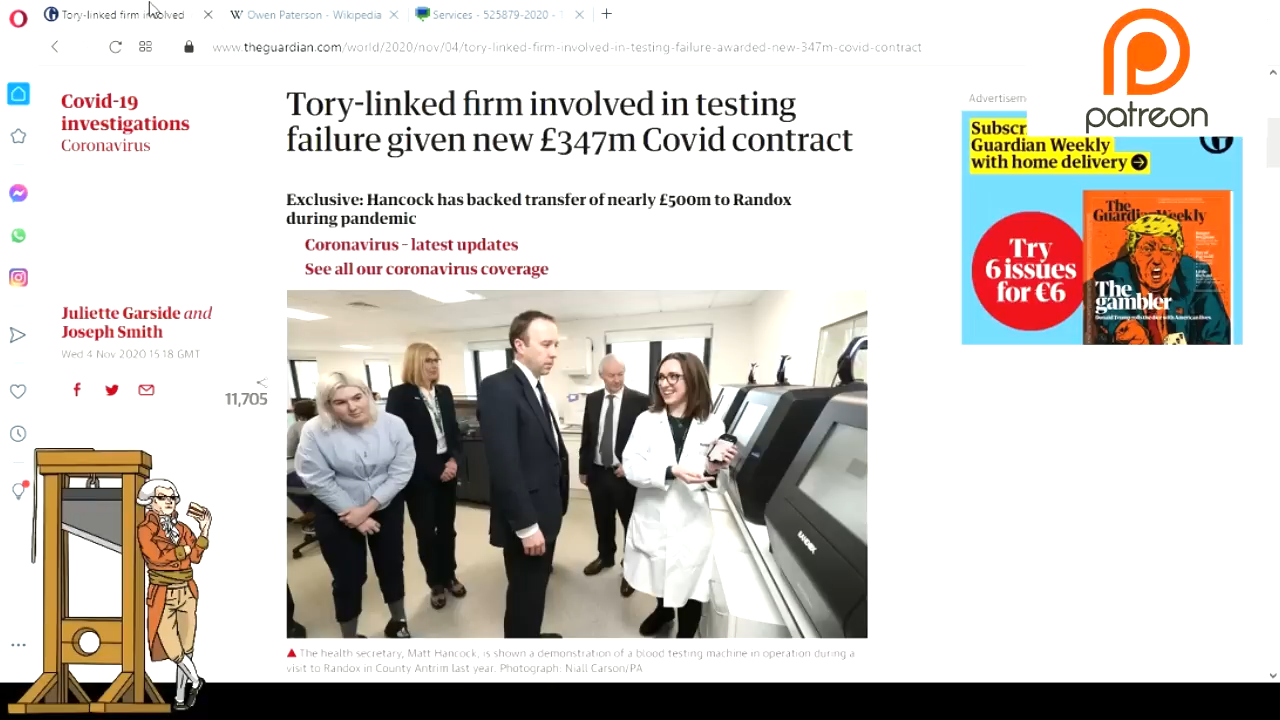 Tory-linked firm involved
Owen Paterson - Wikipedia
Services - 525879-2020 -
www.theguardian.com/world/2020/nov/04/tory-linked-firm-involved-in-testing-failure-awarded-new-347m-covid-contract
patreon
Covid-19
investigations
Coronavirus
Tory-linked firm involved in testing
failure given new £347m Covid contract
Exclusive: Hancock has backed transfer of nearly £500m to Randox
during pandemic
Coronavirus – latest updates
See all our coronavirus coverage
Juliette Garside and
Joseph Smith
Wed 4 Nov 2020 15.18 GMT
11,705
RANDOX
▲ The health secretary, Matt Hancock, is shown a demonstration of a blood testing machine in operation during a
visit to Randox in County Antrim last year. Photograph: Niall Carson/PA
Advertisem
Subscr
Guardian Weekly
with home delivery
Try
6 issues
for €6
The
Guardian Weekly
The
gambler